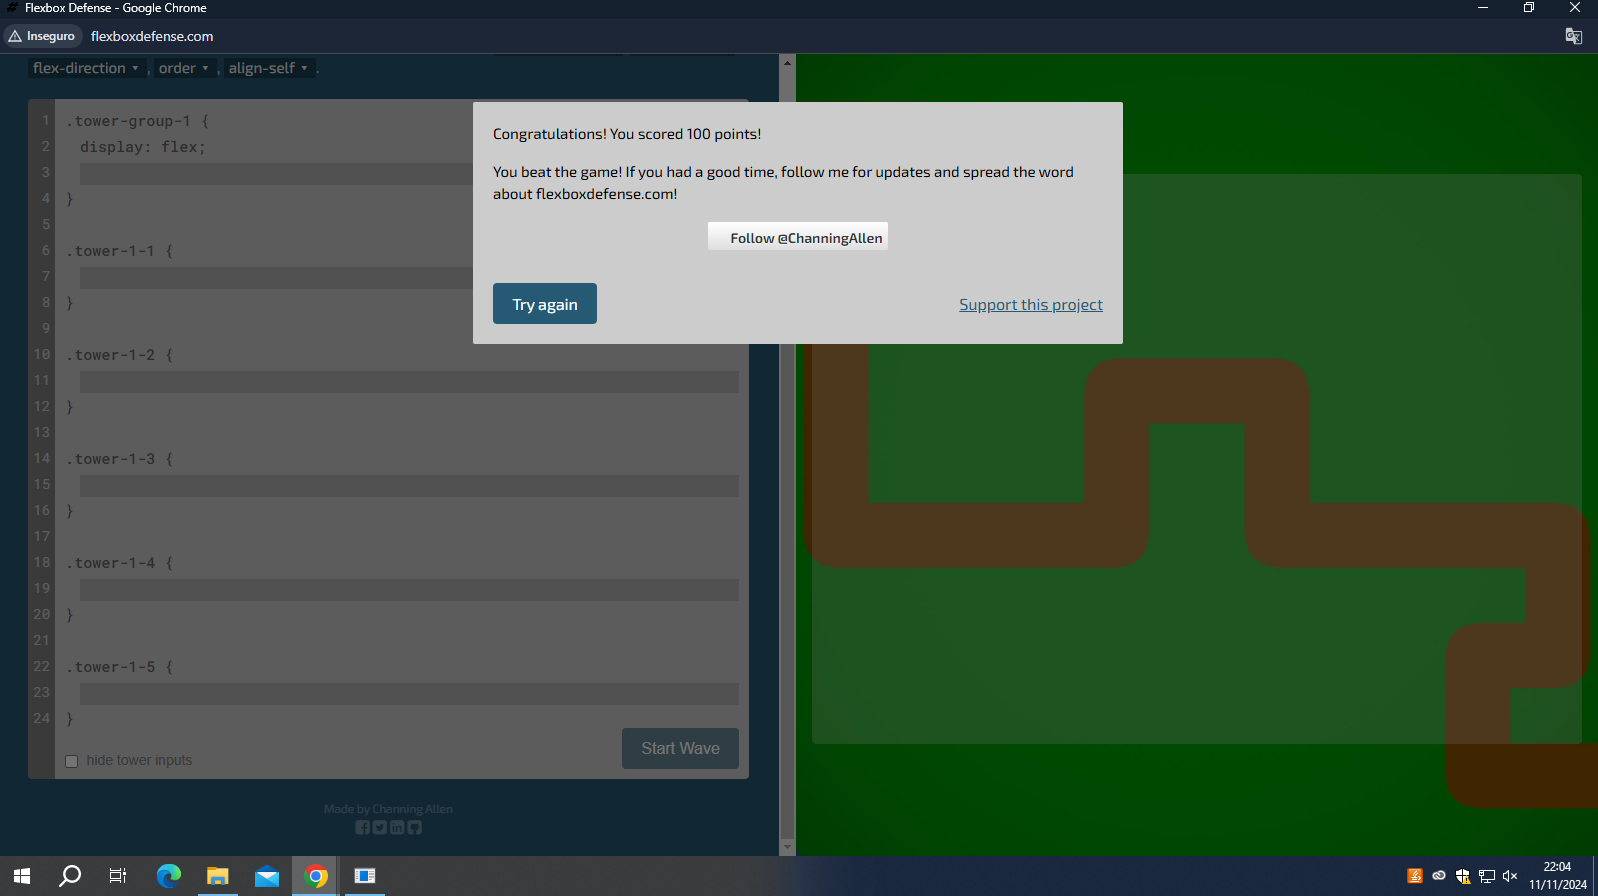 Flexbox Defense - Google Chrome
Inseguro flexboxdefense.com
flex-direction ▾ , order ▾ , align-self ▾ .
1 .tower-group-1 {
2 display: flex;
3
4 }
5
6 .tower-1-1 {
7
8 }
9
10 .tower-1-2 {
11
12 }
13
14 .tower-1-3 {
15
16 }
17
18 .tower-1-4 {
19
20 }
21
22 .tower-1-5 {
23
24 }
hide tower inputs
Start Wave
Made by Channing Allen
Congratulations! You scored 100 points!
You beat the game! If you had a good time, follow me for updates and spread the word
about flexboxdefense.com!
Follow @ChanningAllen
Try again
Support this project
22:04
11/11/2024